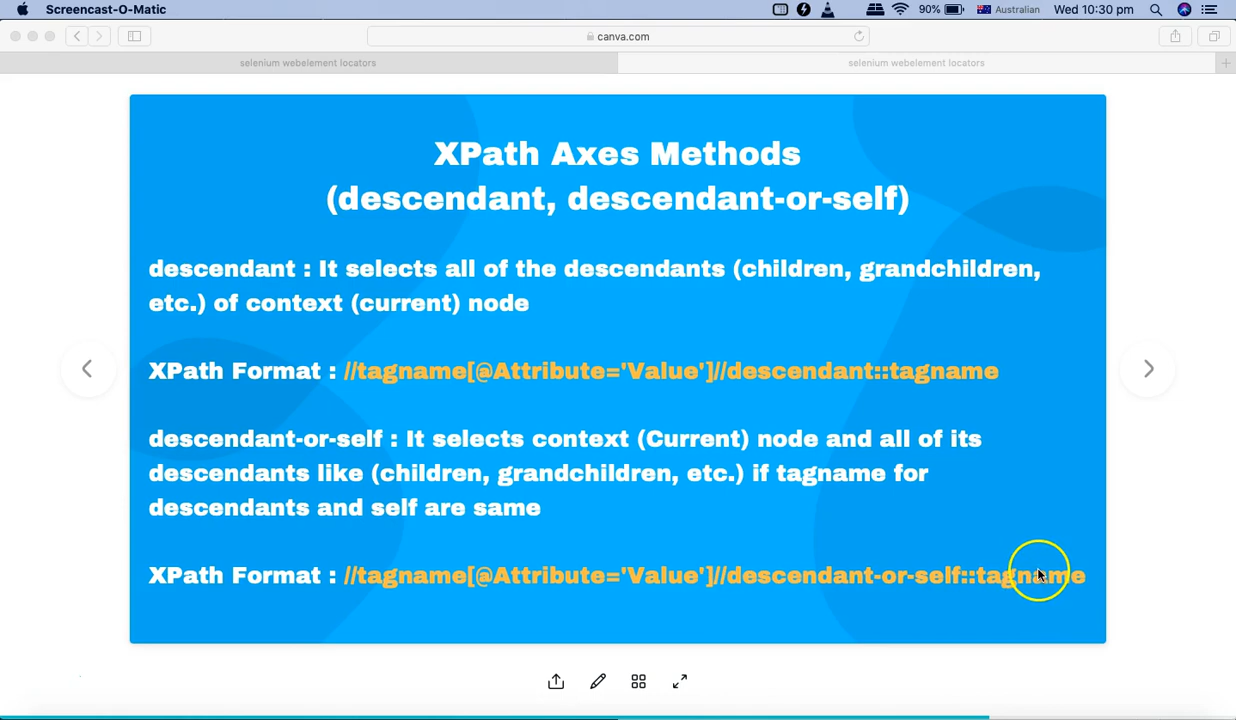 Screencast-O-Matic
90%
Australian
Wed 10:30 pm
canva.com
selenium webelement locators
selenium webelement locators
XPath Axes Methods
(descendant, descendant-or-self)
descendant : It selects all of the descendants (children, grandchildren,
etc.) of context (current) node
XPath Format : //tagname[@Attribute='Value']//descendant::tagname
descendant-or-self : It selects context (Current) node and all of its
descendants like (children, grandchildren, etc.) if tagname for
descendants and self are same
XPath Format : //tagname[@Attribute='Value']//descendant-or-self::tagname